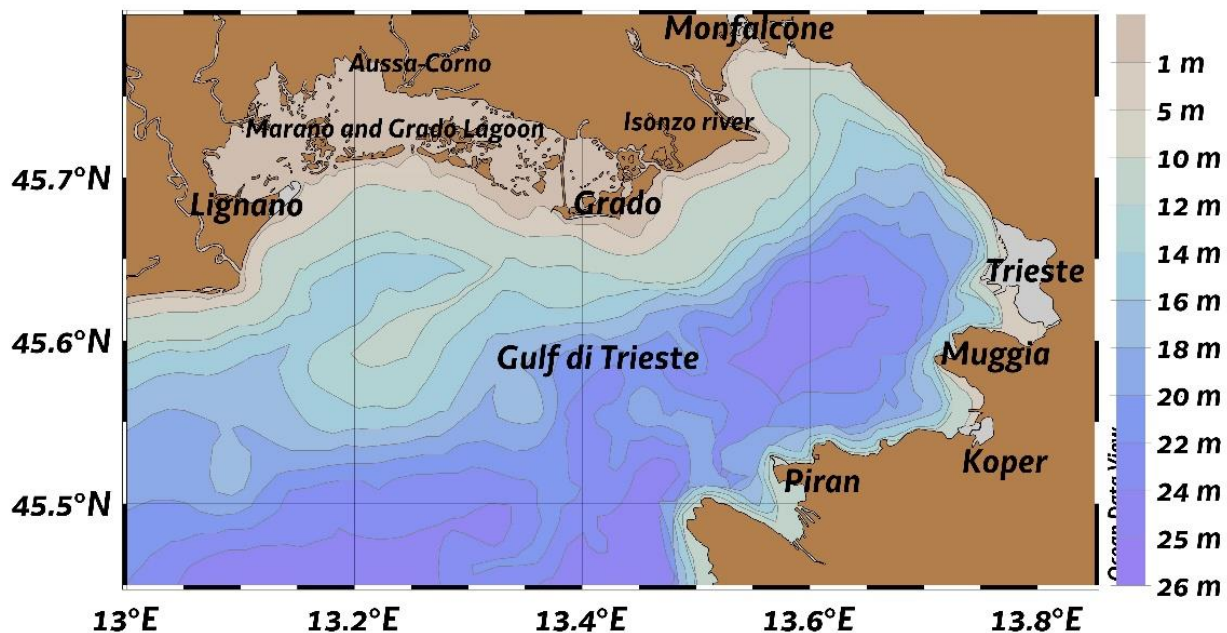 Monfalcone
Aussa-Corno
Marano and Grado Lagoon
Isonzo river
Lignano
Grado
Trieste
Gulf di Trieste
Muggia
Koper
Piran
45.7°N
45.6°N
45.5°N
13°E
13.2°E
13.4°E
13.6°E
13.8°E
1 m
5 m
10 m
12 m
14 m
16 m
18 m
20 m
22 m
24 m
25 m
26 m
Ocean Data View